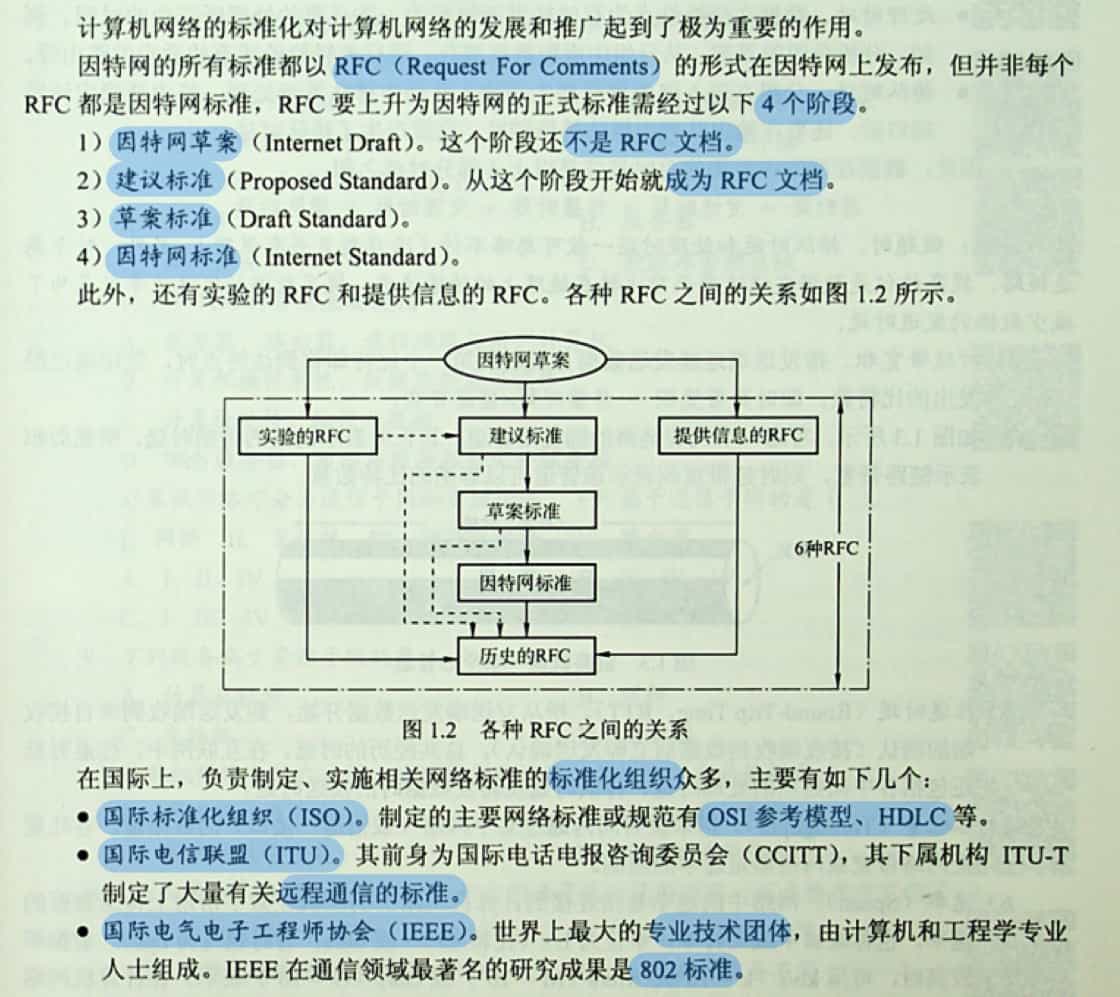 计算机网络的标准化对计算机网络的发展和推广起到了极为重要的作用。
因特网的所有标准都以 RFC（Request For Comments）的形式在因特网上发布，但并非每个
RFC 都是因特网标准，RFC 要上升为因特网的正式标准需经过以下 4 个阶段。
1）因特网草案（Internet Draft）。这个阶段还不是 RFC 文档。
2）建议标准（Proposed Standard）。从这个阶段开始就成为 RFC 文档。
3）草案标准（Draft Standard）。
4）因特网标准（Internet Standard）。
此外，还有实验的 RFC 和提供信息的 RFC。各种 RFC 之间的关系如图 1.2 所示。
因特网草案
实验的RFC 建议标准 提供信息的RFC
草案标准
6种RFC
因特网标准
历史的RFC
图 1.2 各种 RFC 之间的关系
在国际上，负责制定、实施相关网络标准的标准化组织众多，主要有如下几个：
● 国际标准化组织（ISO）。制定的主要网络标准或规范有 OSI 参考模型、HDLC 等。
● 国际电信联盟（ITU）。其前身为国际电话电报咨询委员会（CCITT），其下属机构 ITU-T
制定了大量有关远程通信的标准。
● 国际电气电子工程师协会（IEEE）。世界上最大的专业技术团体，由计算机和工程学专业
人士组成。IEEE 在通信领域最著名的研究成果是 802 标准。